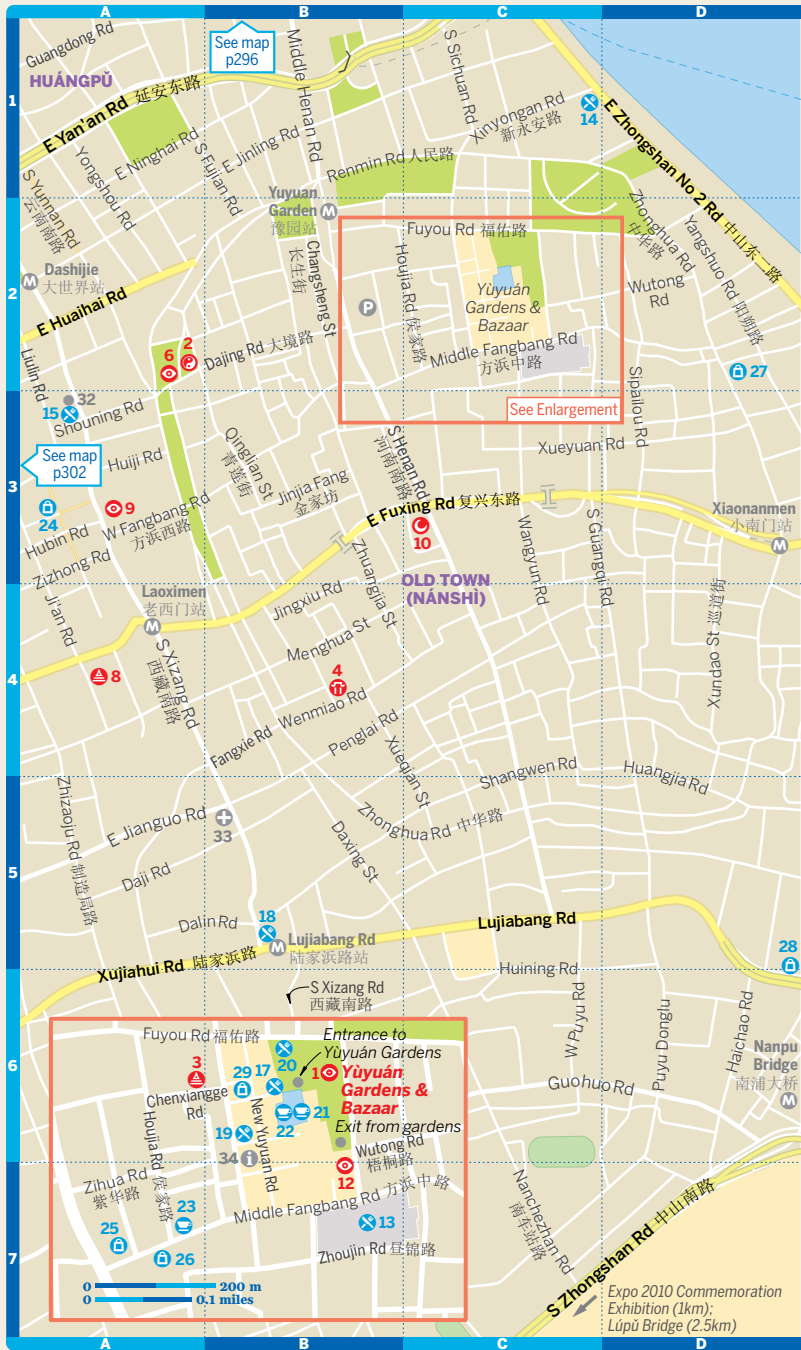 A
B
C
D
Guangdong Rd
HUÁNGPǓ
See map
p296
Middle Henan Rd
S Sichuan Rd
1
E Yan'an Rd 延安东路
Xinyongan Rd
新永安路
14
E Zhongshan No 2 Rd 中山东二路
Yongshou Rd
E Ninghai Rd
S Fujian Rd
E Jinling Rd
Renmin Rd 人民路
S Yunnan Rd
云南南路
Yuyuan
Garden
豫园站
M
Fuyou Rd 福佑路
Zhonghua Rd
中华路
Yangshuo Rd 阳朔路
2
M
Dashijie
大世界站
E Huaihai Rd
Changsheng St
长生街
P
Houjia Rd 侯家路
Yùyuán
Gardens &
Bazaar
Wutong
Rd
Middle Fangbang Rd
方浜中路
Liulin Rd
6
2
Dajing Rd 大境路
27
Sipailou Rd
See Enlargement
32
15
Shouning Rd
Xueyuan Rd
3
See map
p302
Huiji Rd
Qinglian St
青莲街
Jinjia Fang
金家坊
S Henan Rd
河南南路
E Fuxing Rd 复兴东路
24
9
Hubin Rd
W Fangbang Rd
方浜西路
10
Wangyun Rd
S Guangqi Rd
Xiaonanmen
小南门站
M
Zizhong Rd
Ji'an Rd
Laoximen
老西门站
M
Jingxiu Rd
Zhuangjia St
OLD TOWN
(NÁNSHÌ)
Xundao St 巡道街
4
8
S Xizang Rd
西藏南路
Menghua St
4
Wenmiao Rd
Fangxie Rd
Penglai Rd
Xueqian St
Shangwen Rd
Huangjia Rd
5
Zhizaoju Rd 制造局路
E Jianguo Rd
33
Zhonghua Rd 中华路
Daxing St
Daji Rd
Dalin Rd
18
M
Lujiabang Rd
陆家浜路站
Lujiabang Rd
28
Xujiahui Rd 陆家浜路
Huining Rd
S Xizang Rd
西藏南路
W Puyu Rd
Puyu Donglu
Haichao Rd
Nanpu
Bridge
南浦大桥站
M
6
Guohuo Rd
Fuyou Rd 福佑路
Entrance to
Yùyuán Gardens
3
29
17
20
1
Yùyuán
Gardens &
Bazaar
Chenxiangge
Rd
Houjia Rd 侯家路
New Yuyuan Rd
19
22
21
Exit from gardens
34
Wutong Rd
梧桐路
12
Zihua Rd
紫华路
23
Middle Fangbang Rd 方浜中路
13
7
25
26
Zhoujin Rd 昼锦路
0 200 m
0 0.1 miles
Nanchezhan Rd
南车站路
S Zhongshan Rd 中山南路
Expo 2010 Commemoration
Exhibition (1km);
Lúpǔ Bridge (2.5km)
A
B
C
D